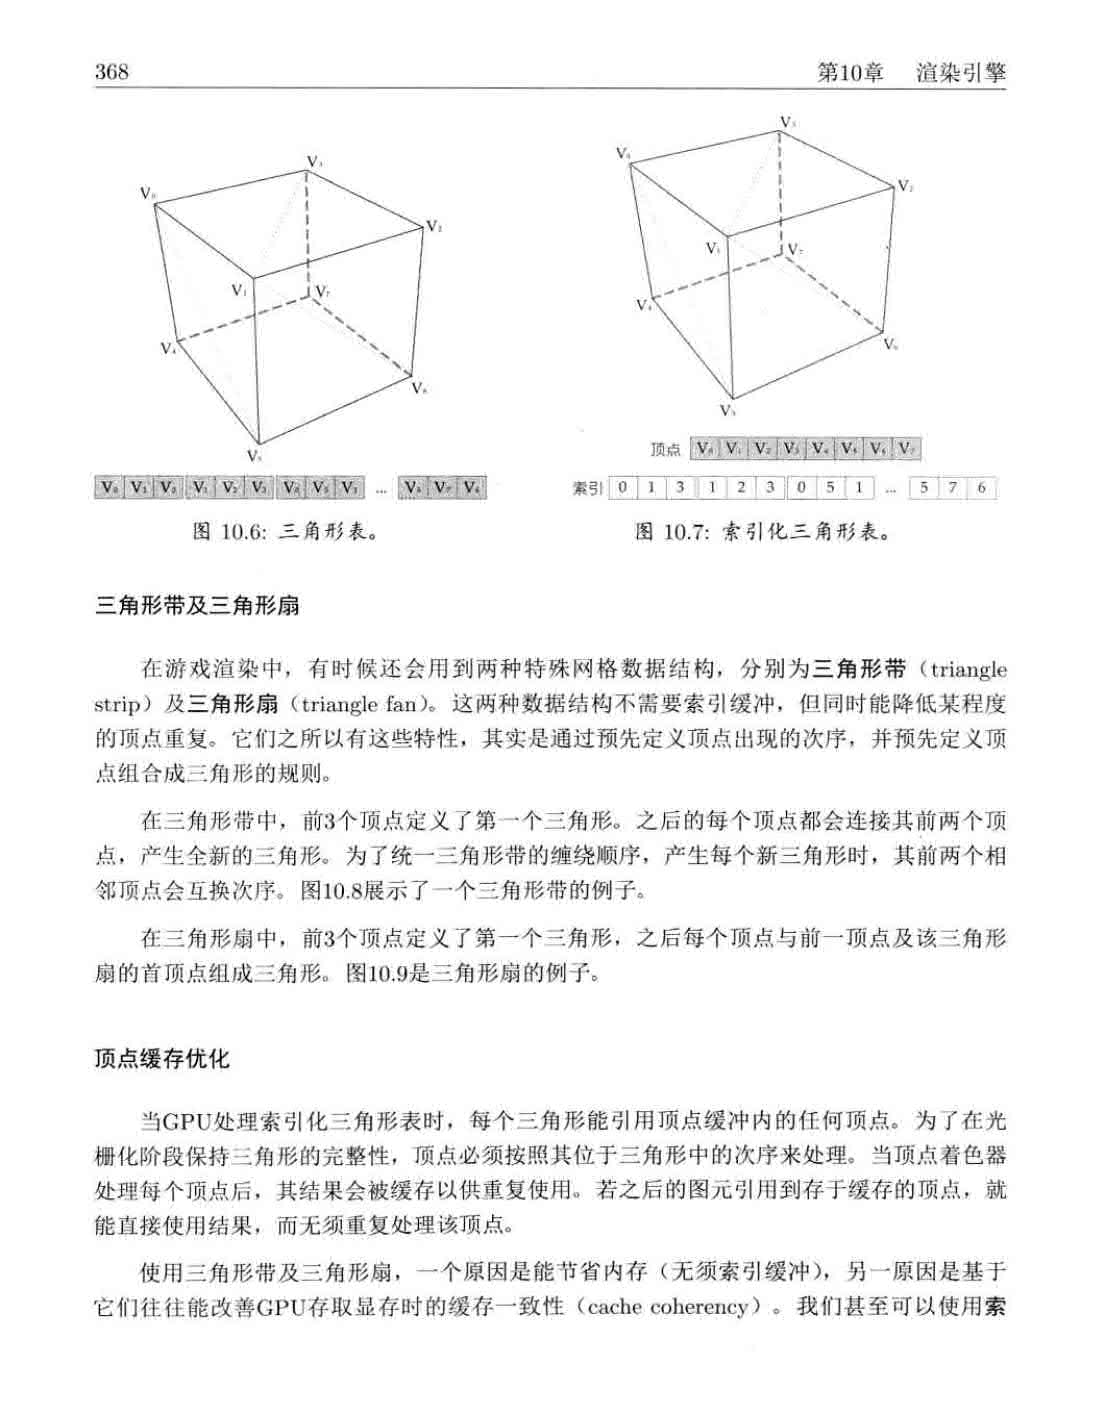 368
第10章 渲染引擎
V₀
V₃
V₂
V₁
V₇
V₄
V₆
V₅
V₀
V₃
V₂
V₁
V₇
V₄
V₆
V₅
顶点 V₀ V₁ V₂ V₃ V₄ V₅ V₆ V₇
V₀ V₁ V₃ V₁ V₂ V₃ V₀ V₅ V₁ ... V₅ V₇ V₆
索引 0 1 3 1 2 3 0 5 1 ... 5 7 6
图 10.6: 三角形表。
图 10.7: 索引化三角形表。
三角形带及三角形扇
在游戏渲染中，有时候还会用到两种特殊网格数据结构，分别为三角形带（triangle
strip）及三角形扇（triangle fan）。这两种数据结构不需要索引缓冲，但同时能降低某程度
的顶点重复。它们之所以有这些特性，其实是通过预先定义顶点出现的次序，并预先定义顶
点组合成三角形的规则。
在三角形带中，前3个顶点定义了第一个三角形。之后的每个顶点都会连接其前两个顶
点，产生全新的三角形。为了统一三角形带的缠绕顺序，产生每个新三角形时，其前两个相
邻顶点会互换次序。图10.8展示了一个三角形带的例子。
在三角形扇中，前3个顶点定义了第一个三角形，之后每个顶点与前一顶点及该三角形
扇的首顶点组成三角形。图10.9是三角形扇的例子。
顶点缓存优化
当GPU处理索引化三角形表时，每个三角形能引用顶点缓冲内的任何顶点。为了在光
栅化阶段保持三角形的完整性，顶点必须按照其位于三角形中的次序来处理。当顶点着色器
处理每个顶点后，其结果会被缓存以供重复使用。若之后的图元引用到存于缓存的顶点，就
能直接使用结果，而无须重复处理该顶点。
使用三角形带及三角形扇，一个原因是能节省内存（无须索引缓冲），另一原因是基于
它们往往能改善GPU存取显存时的缓存一致性（cache coherency）。我们甚至可以使用索